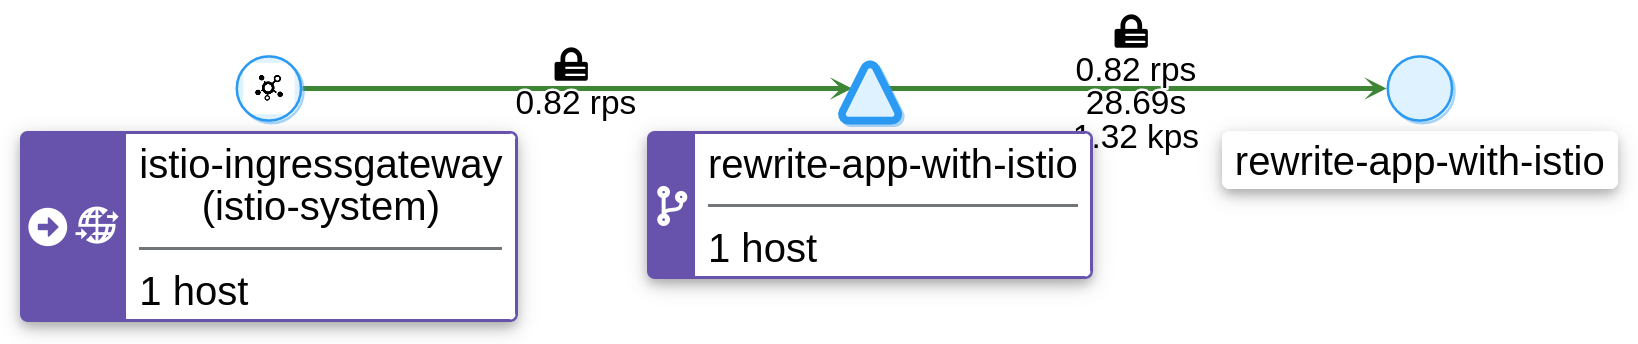 0.82 rps
0.82 rps
28.69s
1.32 kps
istio-ingressgateway
(istio-system)
1 host
rewrite-app-with-istio
1 host
rewrite-app-with-istio